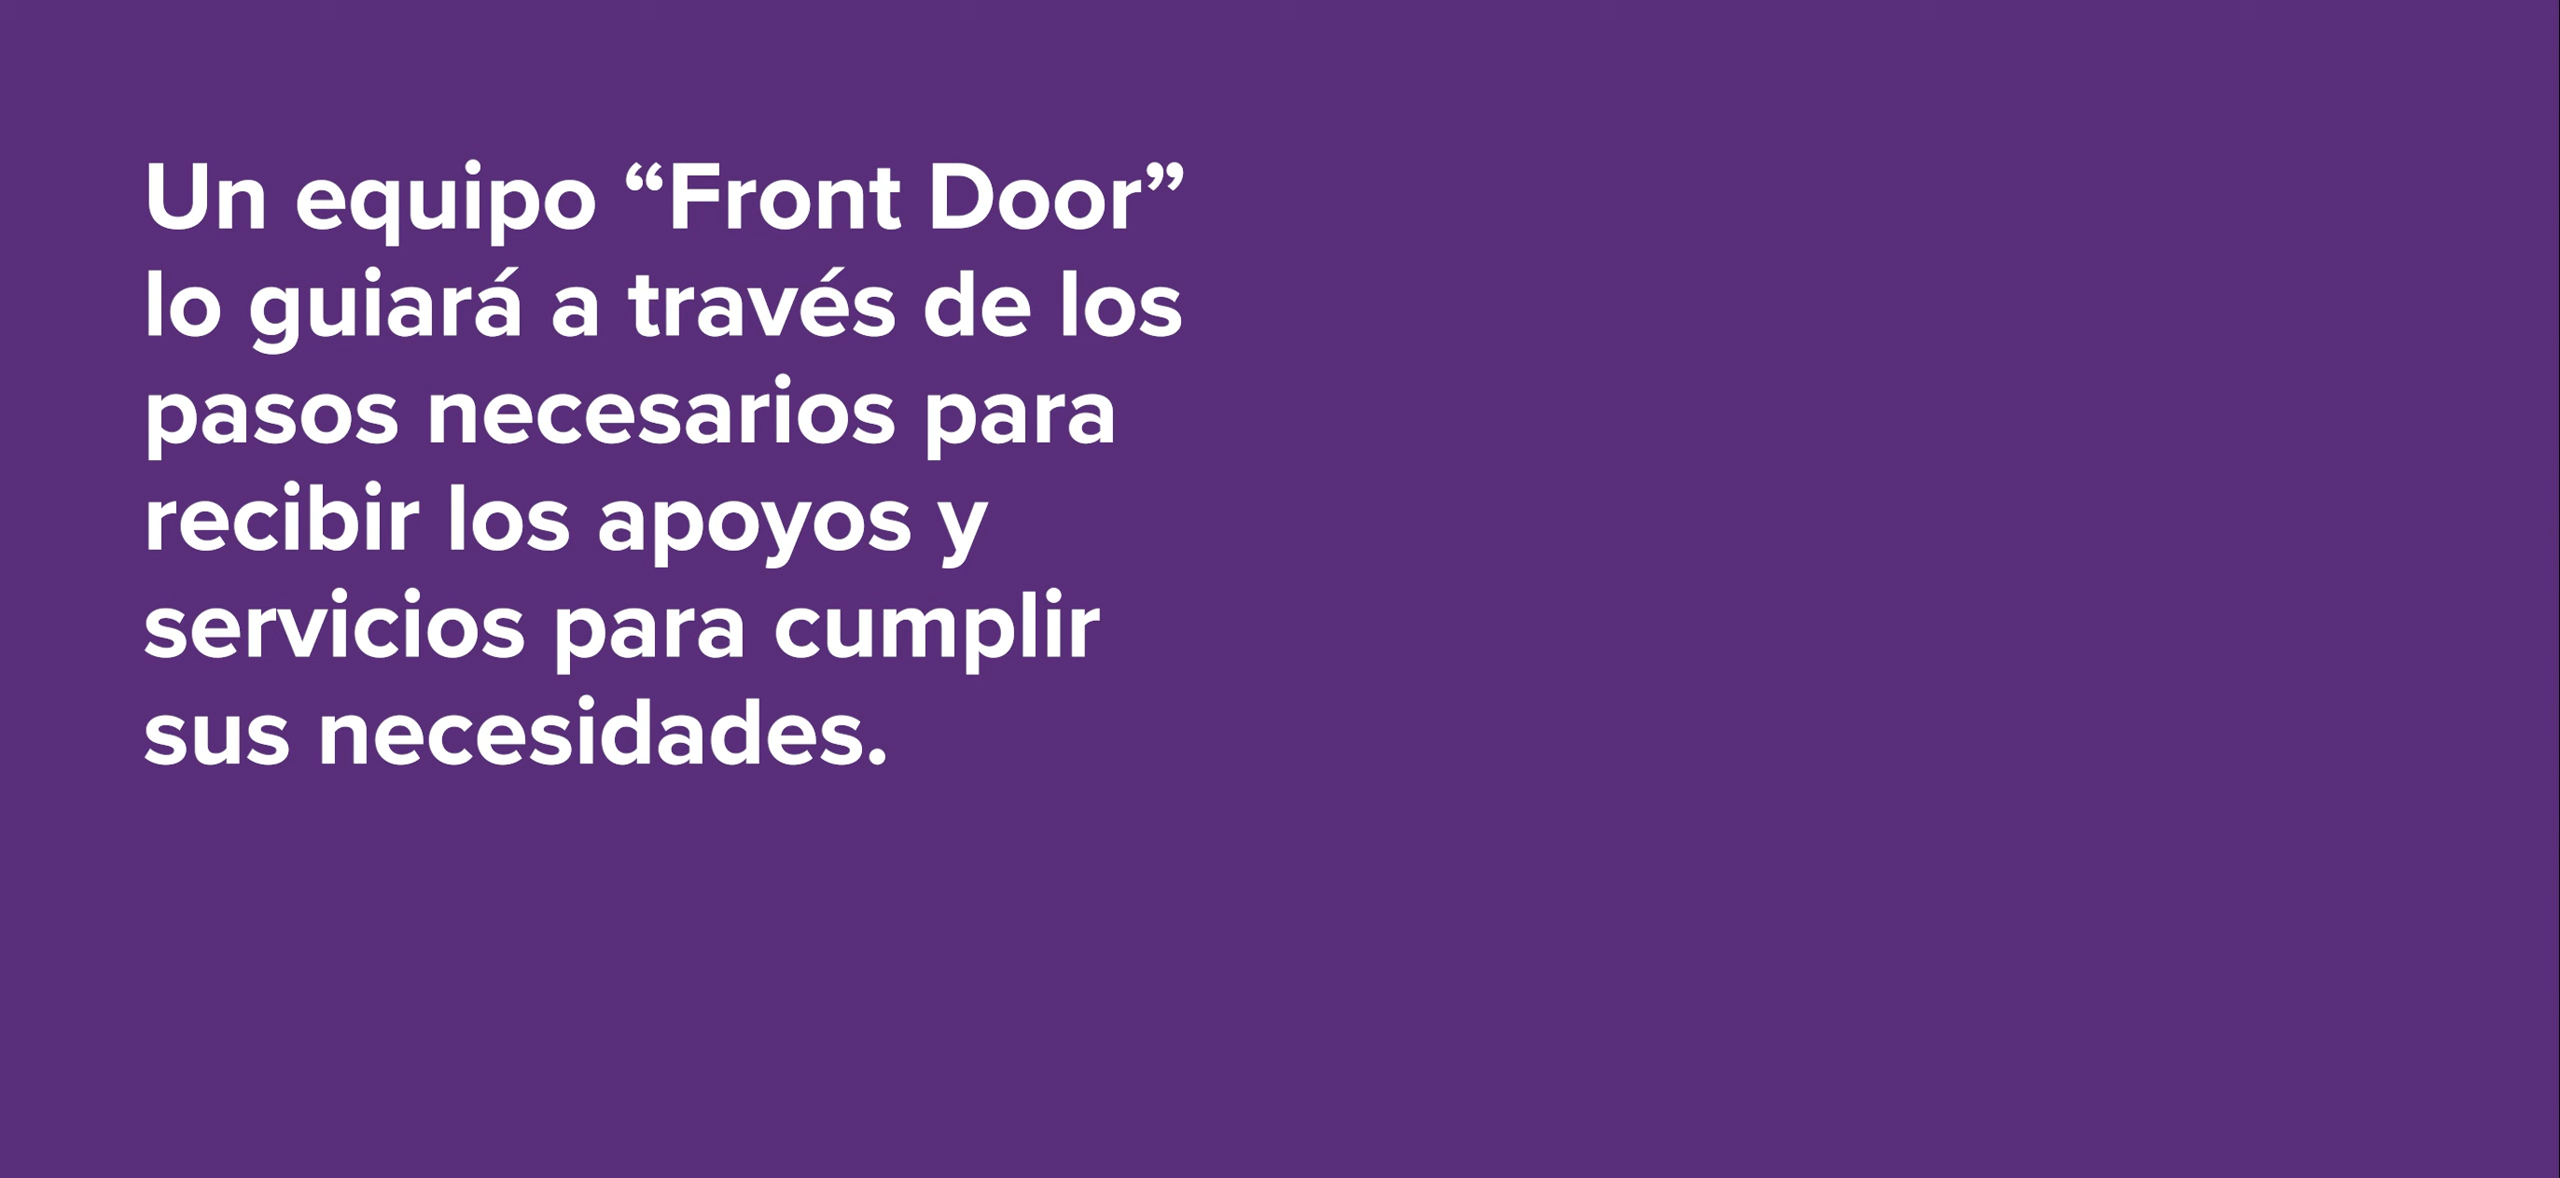 Un equipo “Front Door”
lo guiará a través de los
pasos necesarios para
recibir los apoyos y
servicios para cumplir
sus necesidades.